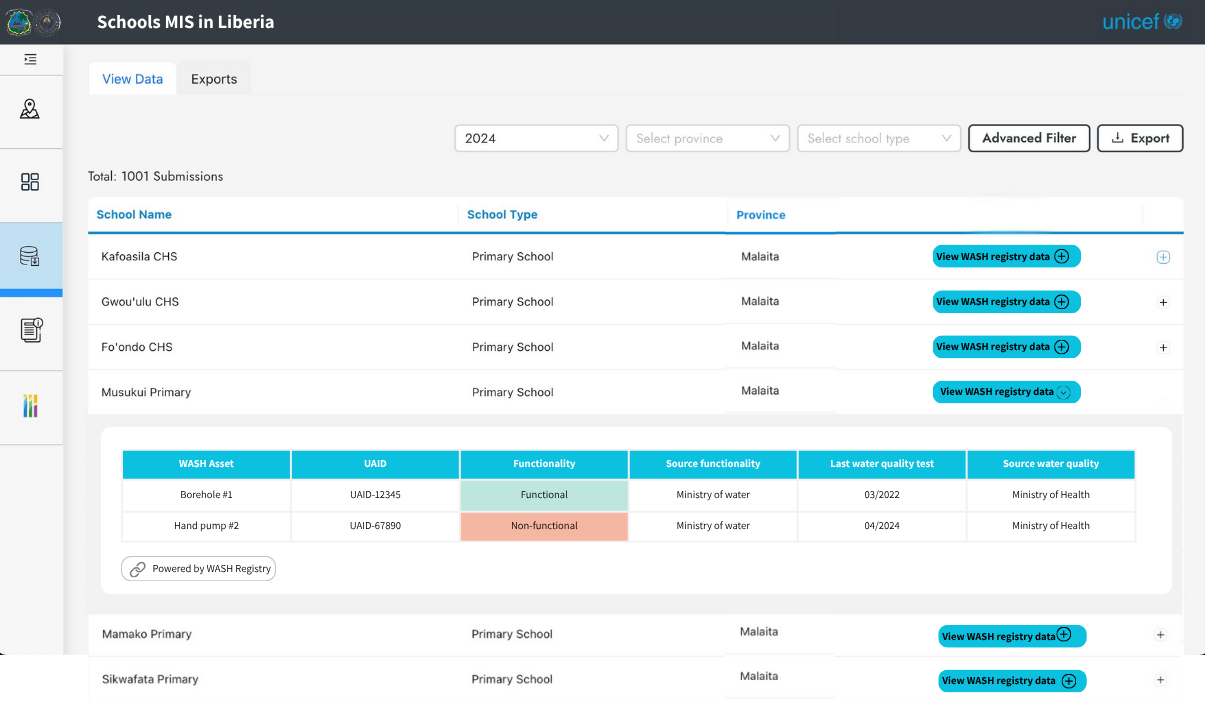 Schools MIS in Liberia
unicef
View Data Exports
2024 Select province Select school type Advanced Filter Export
Total: 1001 Submissions
School Name School Type Province
Kafoasila CHS Primary School Malaita View WASH registry data
Gwou'ulu CHS Primary School Malaita View WASH registry data
Fo'ondo CHS Primary School Malaita View WASH registry data
Musukui Primary Primary School Malaita View WASH registry data
WASH Asset UAID Functionality Source functionality Last water quality test Source water quality
Borehole #1 UAID-12345 Functional Ministry of water 03/2022 Ministry of Health
Hand pump #2 UAID-67890 Non-functional Ministry of water 04/2024 Ministry of Health
Powered by WASH Registry
Mamako Primary Primary School Malaita View WASH registry data
Sikwafata Primary Primary School Malaita View WASH registry data